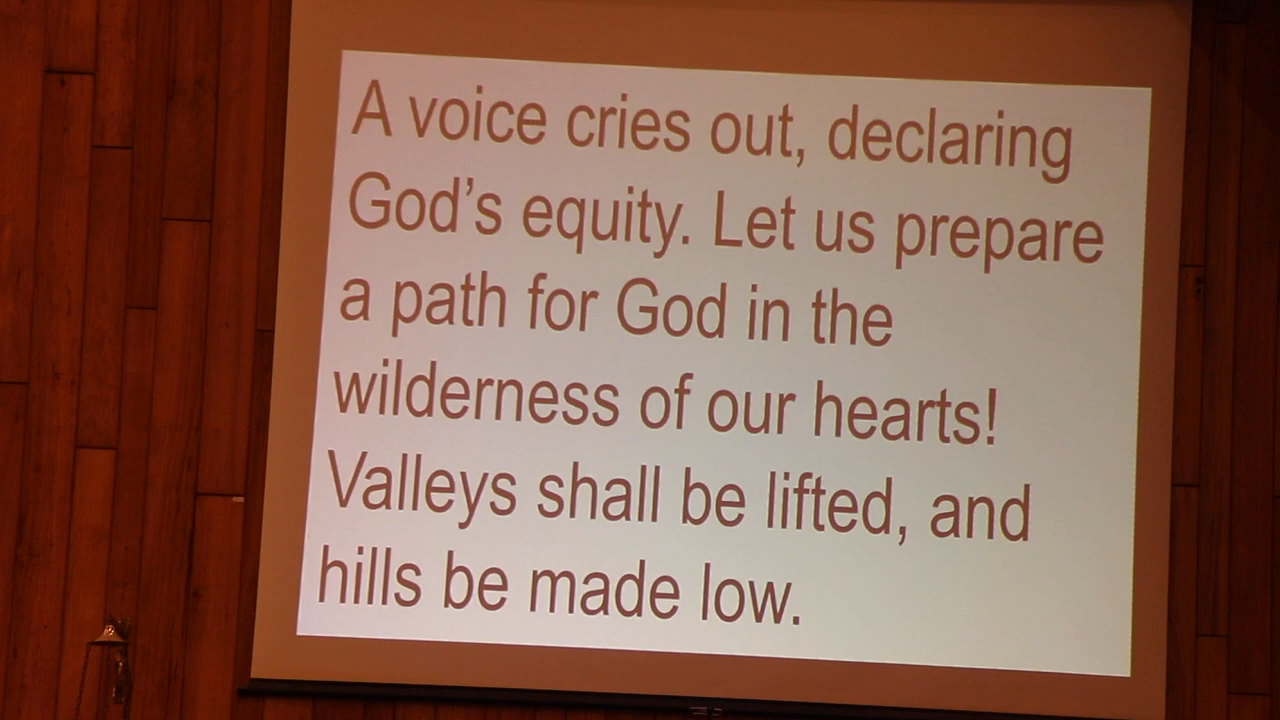 A voice cries out, declaring
God’s equity. Let us prepare
a path for God in the
wilderness of our hearts!
Valleys shall be lifted, and
hills be made low.